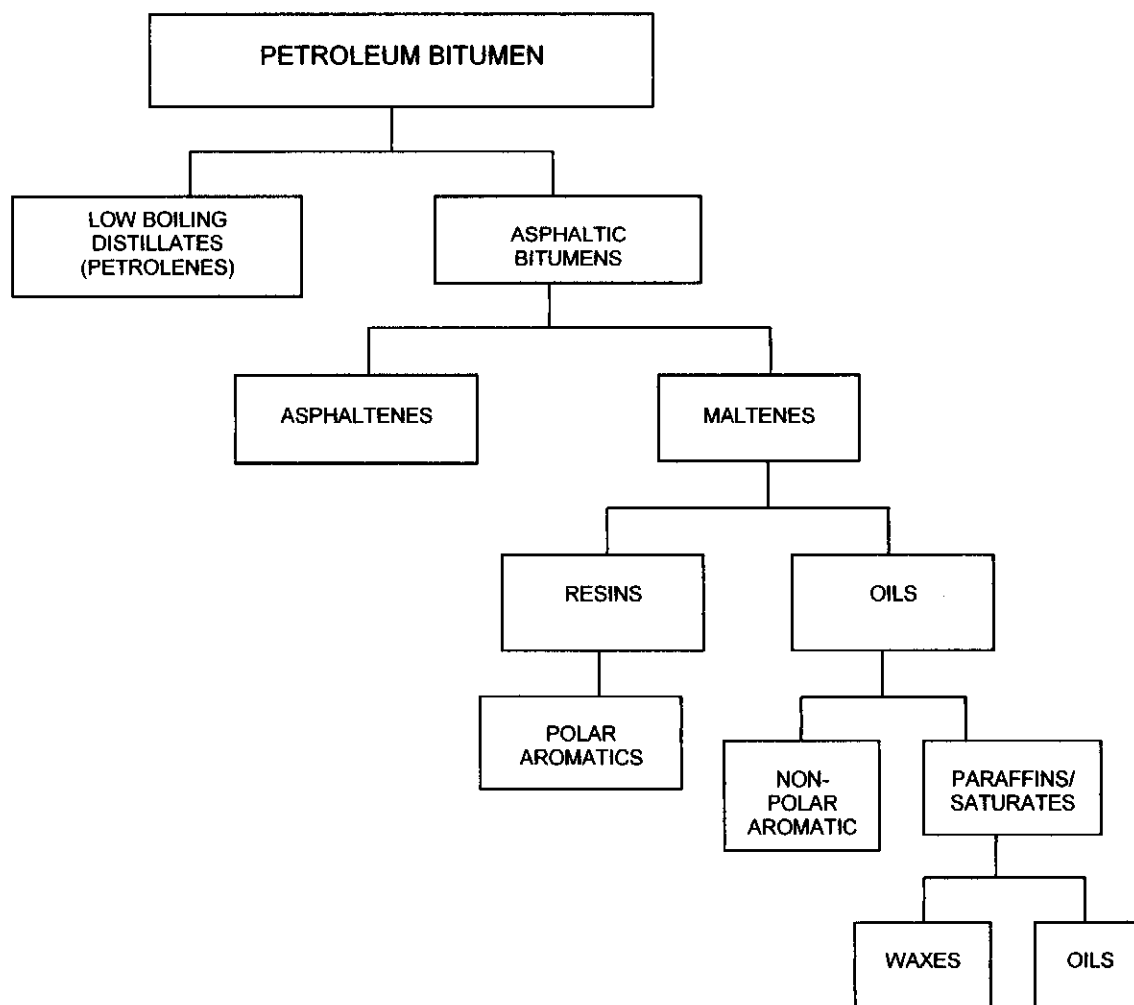 PETROLEUM BITUMEN
LOW BOILING
DISTILLATES
(PETROLENES)
ASPHALTIC
BITUMENS
ASPHALTENES
MALTENES
RESINS
OILS
POLAR
AROMATICS
NON-
POLAR
AROMATIC
PARAFFINS/
SATURATES
WAXES
OILS